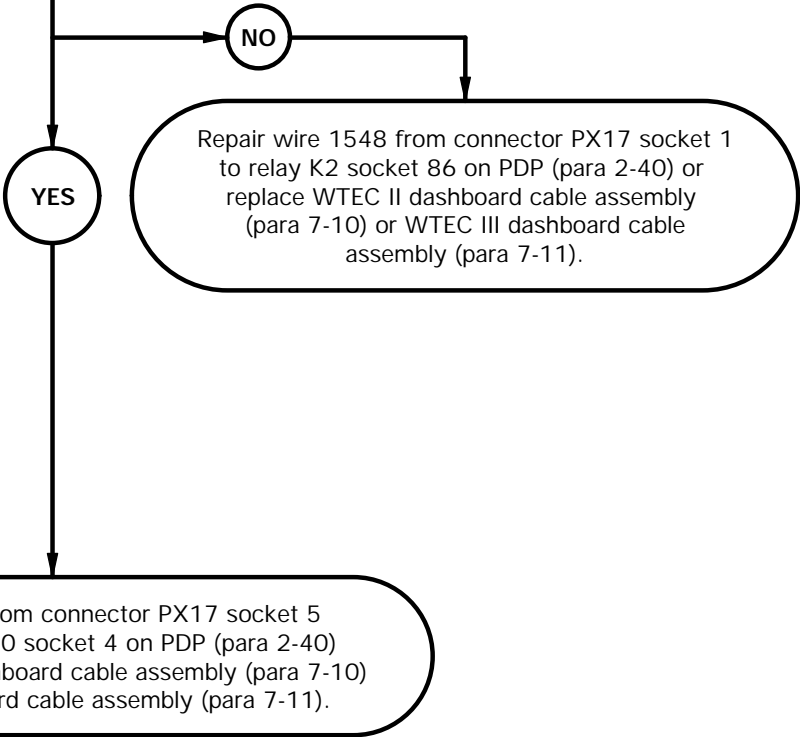 NO
Repair wire 1548 from connector PX17 socket 1
to relay K2 socket 86 on PDP (para 2-40) or
YES
replace WTEC II dashboard cable assembly
(para 7-10) or WTEC III dashboard cable
assembly (para 7-11).
om connector PX17 socket 5
0 socket 4 on PDP (para 2-40)
board cable assembly (para 7-10)
rd cable assembly (para 7-11).